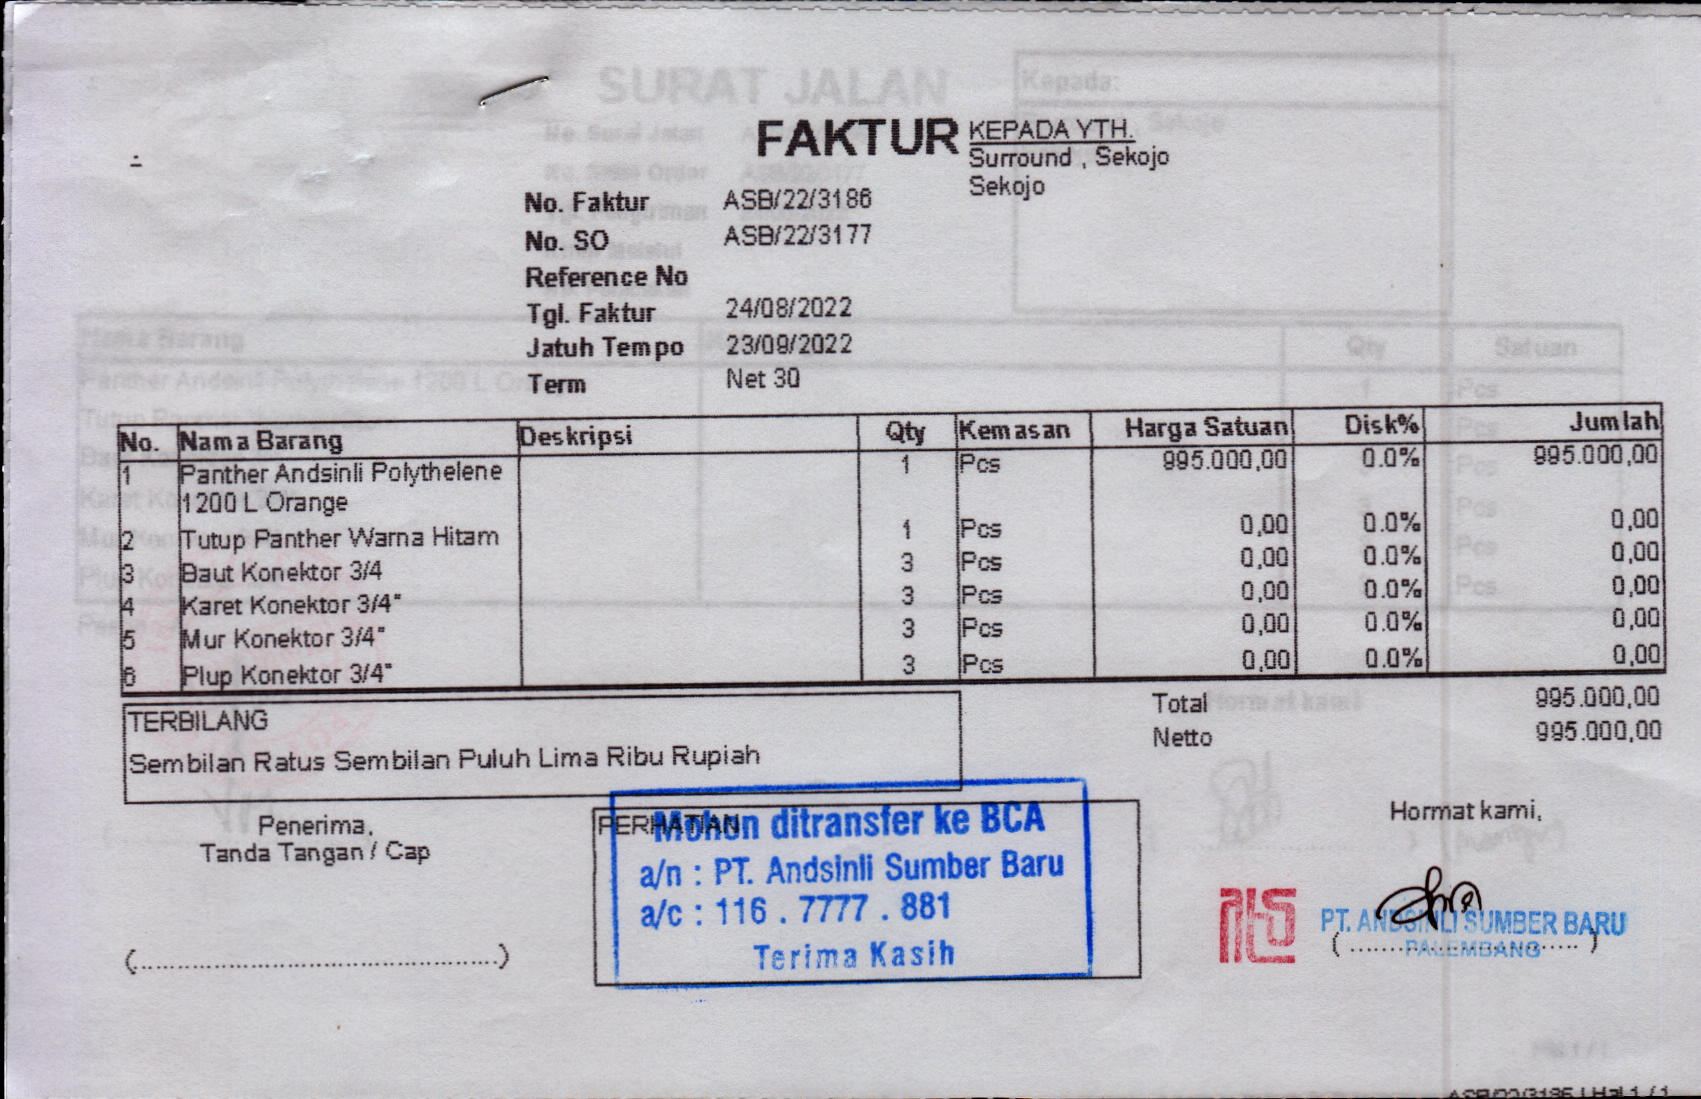 FAKTUR
KEPADA YTH.
Surround , Sekojo
Sekojo
No. Faktur ASB/22/3186
No. SO ASB/22/3177
Reference No
Tgl. Faktur 24/08/2022
Jatuh Tempo 23/09/2022
Term Net 30
No. Nama Barang Deskripsi Qty Kemasan Harga Satuan Disk% Jumlah
1 Panther Andsinli Polythelene 1 Pcs 995.000,00 0.0% 995.000,00
1200 L Orange
2 Tutup Panther Warna Hitam 1 Pcs 0,00 0.0% 0,00
3 Baut Konektor 3/4 3 Pcs 0,00 0.0% 0,00
4 Karet Konektor 3/4" 3 Pcs 0,00 0.0% 0,00
5 Mur Konektor 3/4" 3 Pcs 0,00 0.0% 0,00
6 Plup Konektor 3/4" 3 Pcs 0,00 0.0% 0,00
Total 995.000,00
Netto 995.000,00
TERBILANG
Sembilan Ratus Sembilan Puluh Lima Ribu Rupiah
Penerima,
Tanda Tangan / Cap
(................................................)
PERHATIAN
Mohon ditransfer ke BCA
a/n : PT. Andsinli Sumber Baru
a/c : 116 . 7777 . 881
Terima Kasih
Hormat kami,
PT. ANDSINLI SUMBER BARU
PALEMBANG
SURAT JALAN
Kepada:
Nama Barang
Qty
Satuan